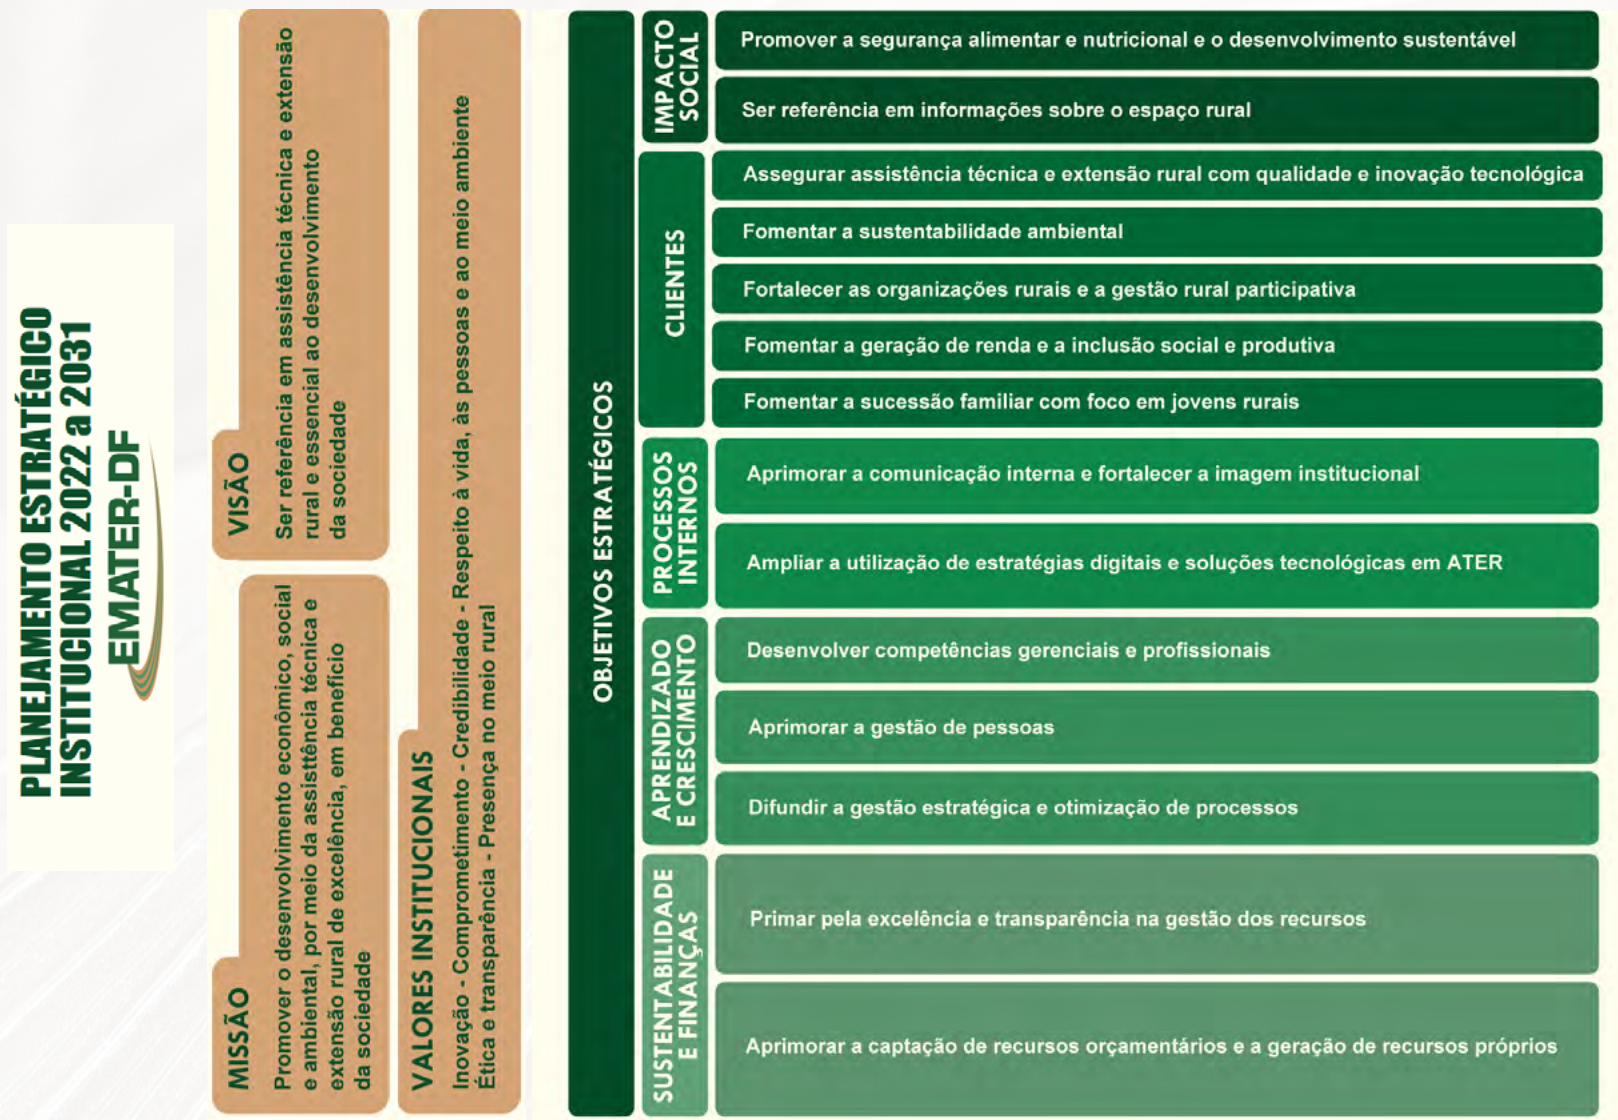 PLANEJAMENTO ESTRATÉGICO
INSTITUCIONAL 2022 a 2031
EMATER-DF
MISSÃO
Promover o desenvolvimento econômico, social
e ambiental, por meio da assisttência técnica e
extensão rural de excelência, em benefício
da sociedade
VISÃO
Ser referência em assistência técnica e extensão
rural e essencial ao desenvolvimento
da sociedade
VALORES INSTITUCIONAIS
Inovação - Comprometimento - Credibilidade - Respeito à vida, às pessoas e ao meio ambiente
Ética e transparência - Presença no meio rural
OBJETIVOS ESTRATÉGICOS
IMPACTO
SOCIAL
Promover a segurança alimentar e nutricional e o desenvolvimento sustentável
Ser referência em informações sobre o espaço rural
CLIENTES
Assegurar assistência técnica e extensão rural com qualidade e inovação tecnológica
Fomentar a sustentabilidade ambiental
Fortalecer as organizações rurais e a gestão rural participativa
Fomentar a geração de renda e a inclusão social e produtiva
Fomentar a sucessão familiar com foco em jovens rurais
PROCESSOS
INTERNOS
Aprimorar a comunicação interna e fortalecer a imagem institucional
Ampliar a utilização de estratégias digitais e soluções tecnológicas em ATER
APRENDIZADO
E CRESCIMENTO
Desenvolver competências gerenciais e profissionais
Aprimorar a gestão de pessoas
Difundir a gestão estratégica e otimização de processos
SUSTENTABILIDADE
E FINANÇAS
Primar pela excelência e transparência na gestão dos recursos
Aprimorar a captação de recursos orçamentários e a geração de recursos próprios